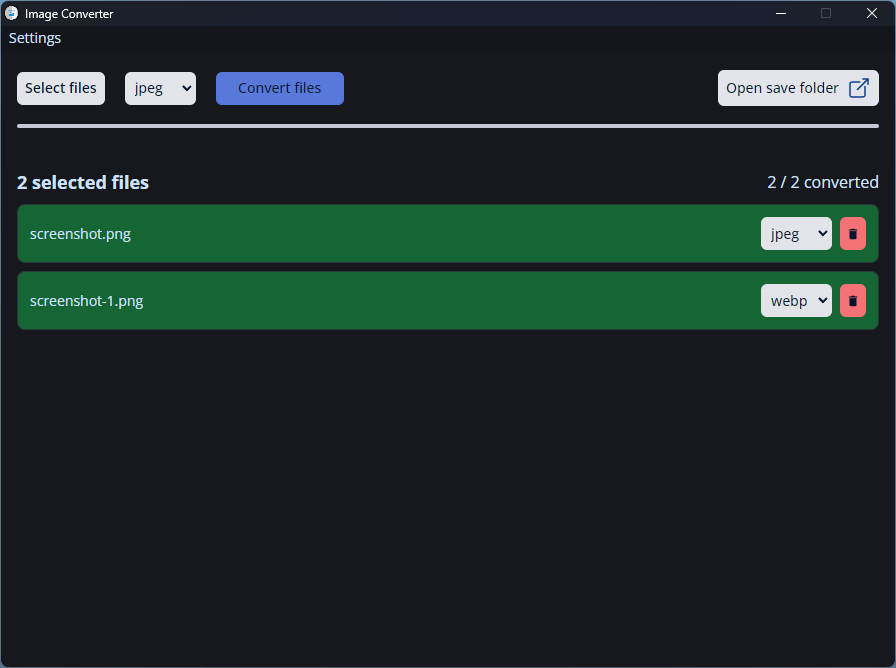 Image Converter
Settings
Select files jpeg Convert files Open save folder
2 selected files 2 / 2 converted
screenshot.png jpeg
screenshot-1.png webp